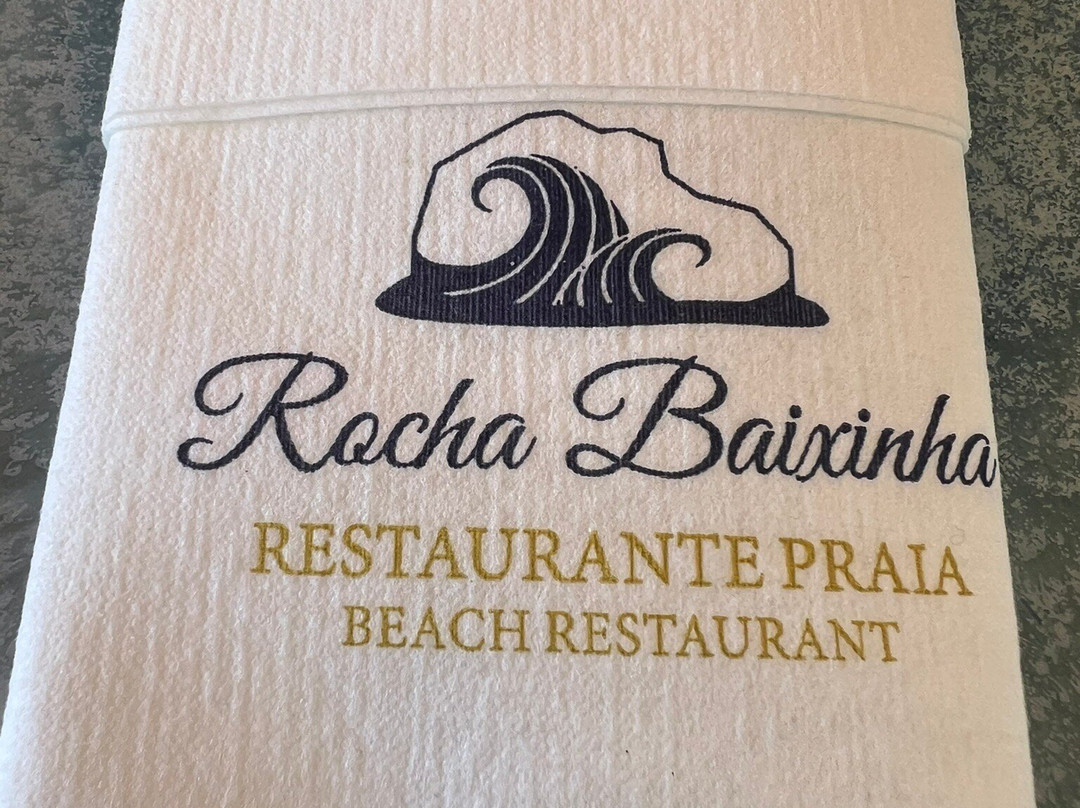 Rocha Baixinha
RESTAURANTE PRAIA
BEACH RESTAURANT